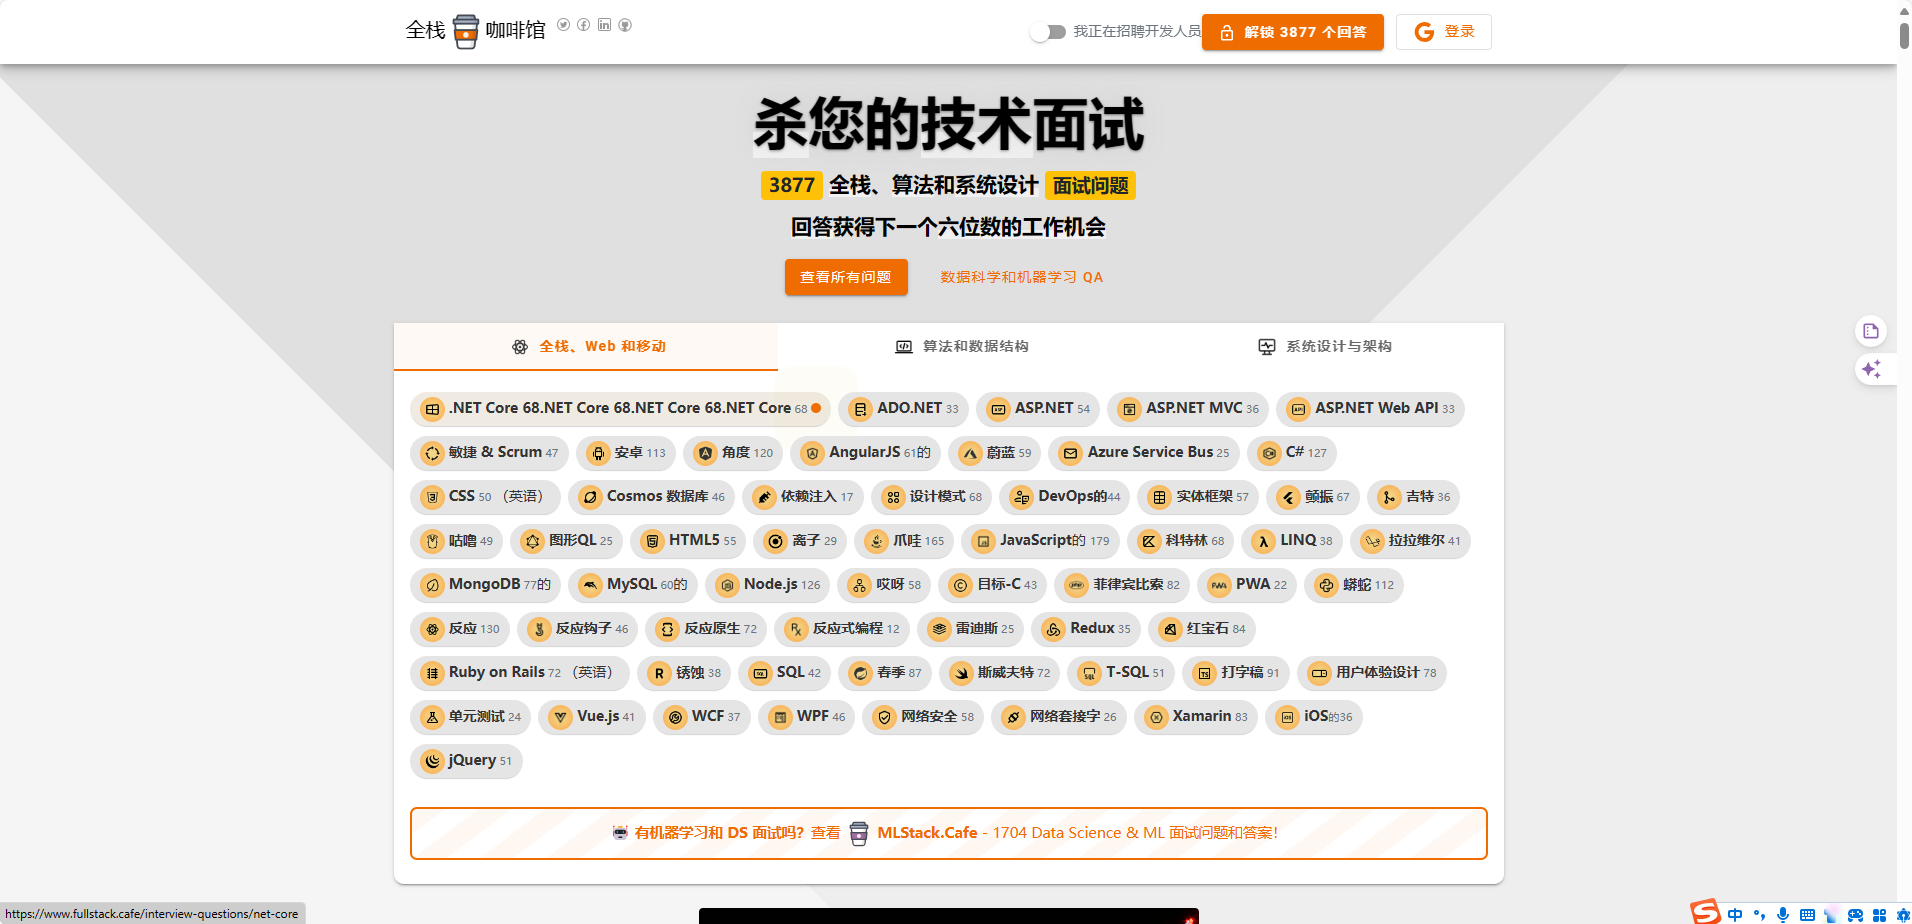 全栈 咖啡馆 我正在招聘开发人员 解锁 3877 个回答 登录
杀您的技术面试
3877 全栈、算法和系统设计 面试问题
回答获得下一个六位数的工作机会
查看所有问题 数据科学和机器学习 QA
全栈、Web 和移动 算法和数据结构 系统设计与架构
.NET Core 68.NET Core 68.NET Core 68.NET Core 68 ADO.NET 33 ASP.NET 54 ASP.NET MVC 36 ASP.NET Web API 33
敏捷 & Scrum 47 安卓 113 角度 120 AngularJS 61的 蔚蓝 59 Azure Service Bus 25 C# 127
CSS 50 （英语） Cosmos 数据库 46 依赖注入 17 设计模式 68 DevOps的44 实体框架 57 颤振 67 吉特 36
咕噜 49 图形QL 25 HTML5 55 离子 29 爪哇 165 JavaScript的 179 科特林 68 LINQ 38 拉拉维尔 41
MongoDB 77的 MySQL 60的 Node.js 126 哎呀 58 目标-C 43 菲律宾比索 82 PWA 22 蟒蛇 112
反应 130 反应钩子 46 反应原生 72 反应式编程 12 雷迪斯 25 Redux 35 红宝石 84
Ruby on Rails 72 （英语） 锈蚀 38 SQL 42 春季 87 斯威夫特 72 T-SQL 51 打字稿 91 用户体验设计 78
单元测试 24 Vue.js 41 WCF 37 WPF 46 网络安全 58 网络套接字 26 Xamarin 83 iOS的36
jQuery 51
有机器学习和 DS 面试吗？查看 MLStack.Cafe - 1704 Data Science & ML 面试问题和答案！
https://www.fullstack.cafe/interview-questions/net-core
中